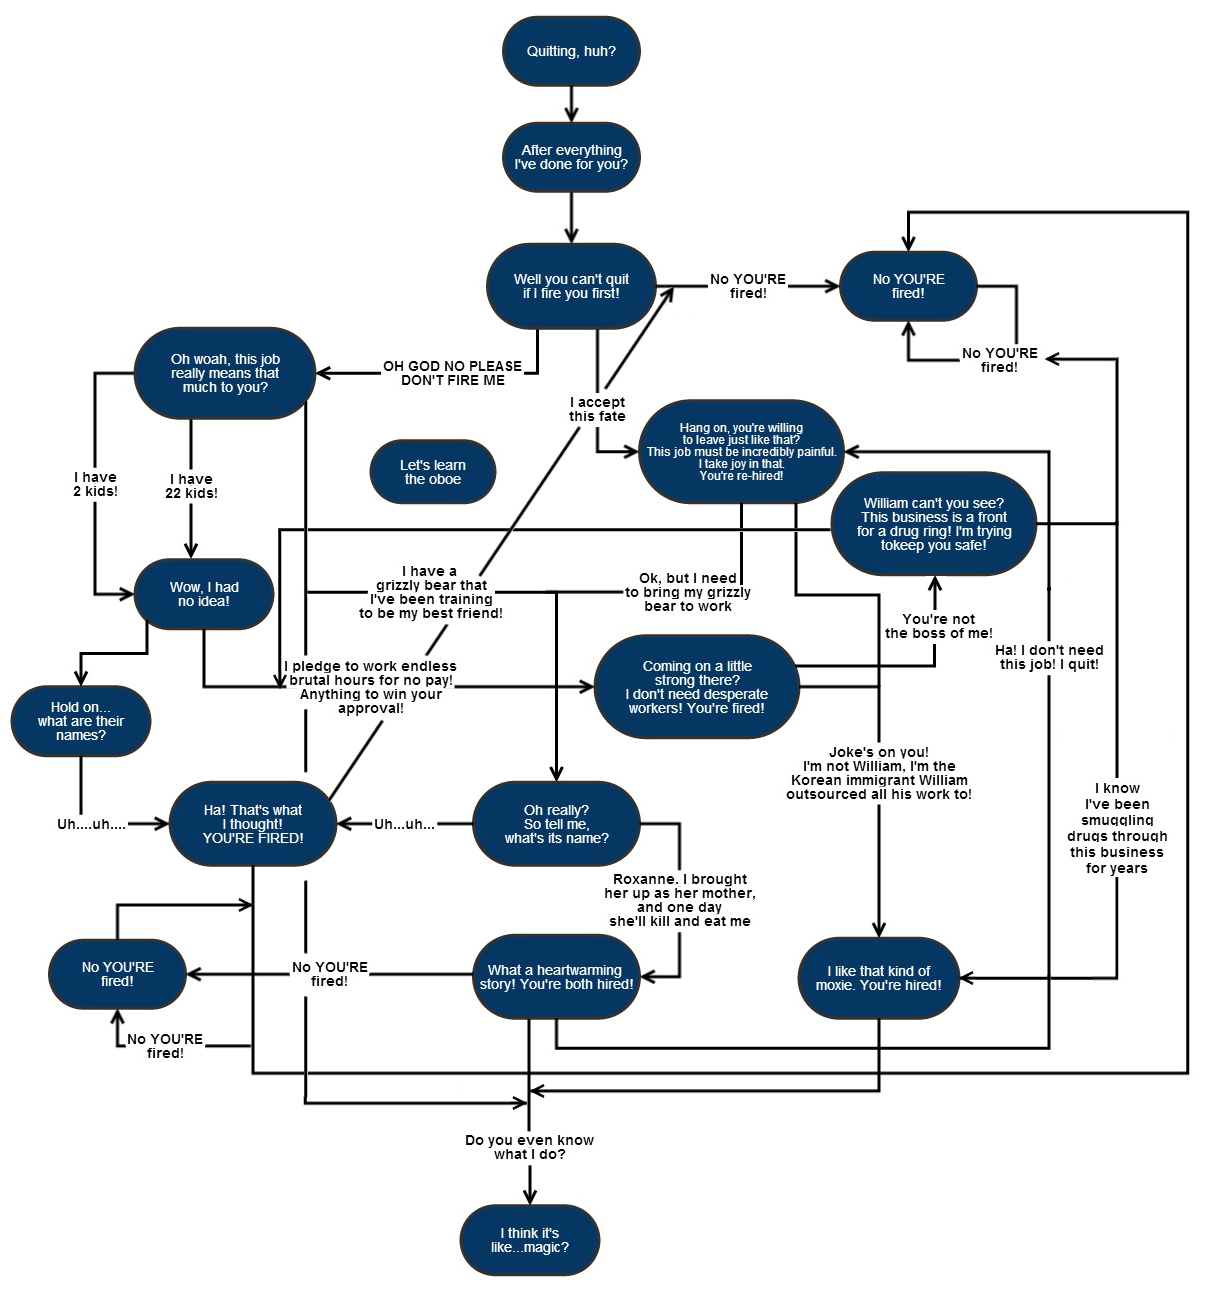 Quitting, huh?
After everything
I've done for you?
Well you can't quit
if I fire you first!
No YOU'RE
fired!
No YOU'RE
fired!
No YOU'RE
fired!
Oh woah, this job
really means that
much to you?
OH GOD NO PLEASE
DON'T FIRE ME
I accept
this fate
Hang on, you're willing
to leave just like that?
This job must be incredibly painful.
I take joy in that.
You're re-hired!
Let's learn
the oboe
I have
2 kids!
I have
22 kids!
William can't you see?
This business is a front
for a drug ring! I'm trying
tokeep you safe!
Wow, I had
no idea!
I have a
grizzly bear that
I've been training
to be my best friend!
Ok, but I need
to bring my grizzly
bear to work
You're not
the boss of me!
Ha! I don't need
this job! I quit!
I pledge to work endless
brutal hours for no pay!
Anything to win your
approval!
Coming on a little
strong there?
I don't need desperate
workers! You're fired!
Hold on...
what are their
names?
Joke's on you!
I'm not William, I'm the
Korean immigrant William
outsourced all his work to!
I know
I've been
smuggling
drugs through
this business
for years
Uh....uh....
Ha! That's what
I thought!
YOU'RE FIRED!
Uh...uh...
Oh really?
So tell me,
what's its name?
Roxanne. I brought
her up as her mother,
and one day
she'll kill and eat me
No YOU'RE
fired!
No YOU'RE
fired!
What a heartwarming
story! You're both hired!
I like that kind of
moxie. You're hired!
No YOU'RE
fired!
Do you even know
what I do?
I think it's
like...magic?